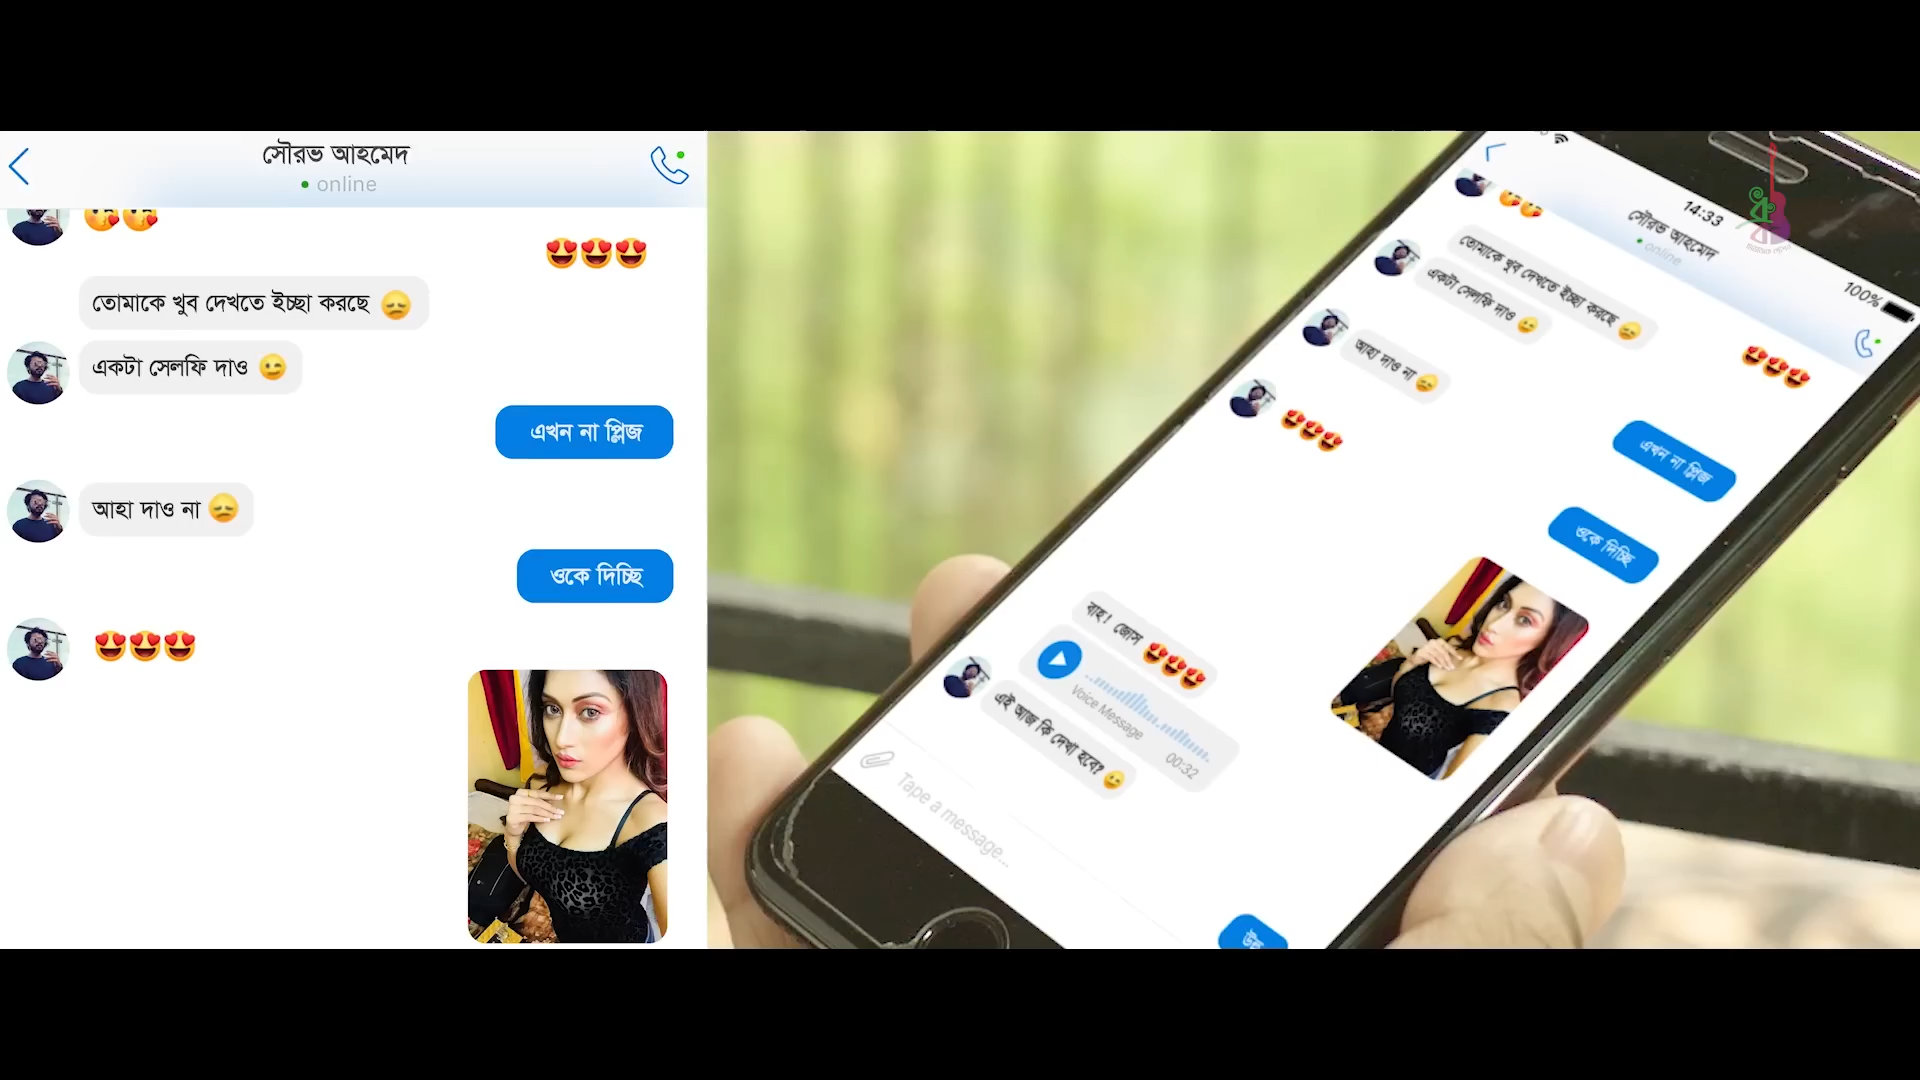 সৌরভ আহমেদ
online
তোমাকে খুব দেখতে ইচ্ছা করছে 😞
একটা সেলফি দাও 😉
এখন না প্লিজ
আহা দাও না 😞
ওকে দিচ্ছি
14:33
100%
সৌরভ আহমেদ
online
তোমাকে খুব দেখতে ইচ্ছা করছে 😞
একটা সেলফি দাও 😉
এখন না প্লিজ
আহা দাও না 😞
ওকে দিচ্ছি
বাহ! জোস 😍😍😍
Voice Message
00:32
এই আজ কি দেখা হবে? 😉
Tape a message...